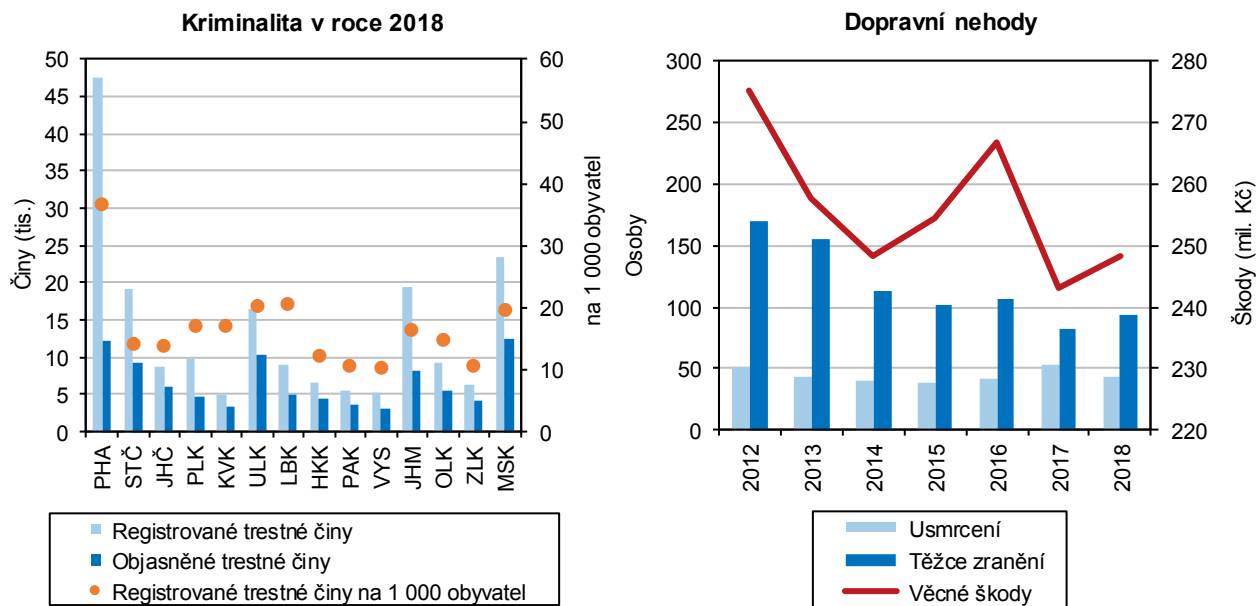 Kriminalita v roce 2018
50
45
40
35
30
25
20
15
10
5
0
Činy (tis.)
60
50
40
30
20
10
0
na 1 000 obyvatel
PHA
STČ
JHČ
PLK
KVK
ULK
LBK
HKK
PAK
VYS
JHM
OLK
ZLK
MSK
Registrované trestné činy
Objasněné trestné činy
Registrované trestné činy na 1 000 obyvatel
Dopravní nehody
300
250
200
150
100
50
0
Osoby
280
270
260
250
240
230
220
Škody (mil. Kč)
2012
2013
2014
2015
2016
2017
2018
Usmrcení
Těžce zranění
Věcné škody